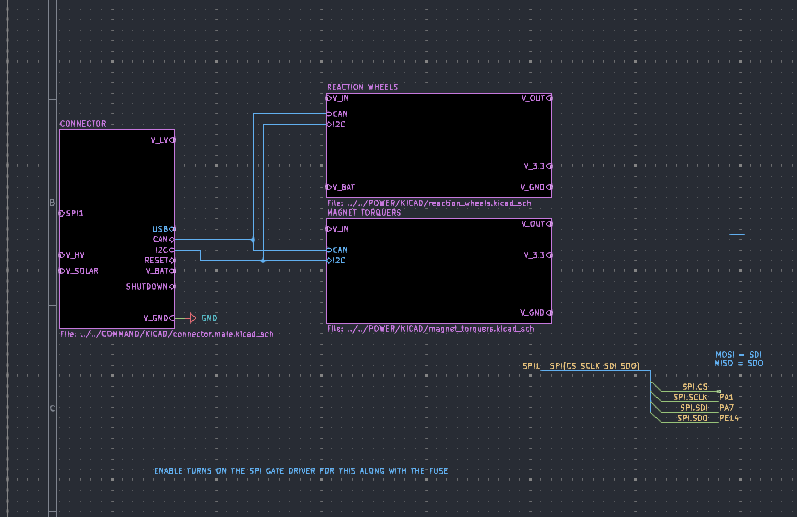 REACTION WHEELS
V_IN
V_OUT
CAN
I2C
V_3.3
V_BAT
V_GND
File: ../../POWER/KICAD/reaction_wheels.kicad_sch
CONNECTOR
V_LV
SPI1
USB
CAN
I2C
V_HV
RESET
V_SOLAR
V_BAT
SHUTDOWN
V_GND
GND
File: ../../COMMAND/KICAD/connector.male.kicad_sch
MAGNET TORQUERS
V_IN
V_OUT
CAN
I2C
V_3.3
V_GND
File: ../../POWER/KICAD/magnet_torquers.kicad_sch
B
C
MOSI = SDI
MISO = SDO
SPI{CS SCLK SDI SDO}
SPI.CS
SPI.SCLK PA1
SPI.SDI PA7
SPI.SDO PE14
ENABLE TURNS ON THE SPI GATE DRIVER FOR THIS ALONG WITH THE FUSE